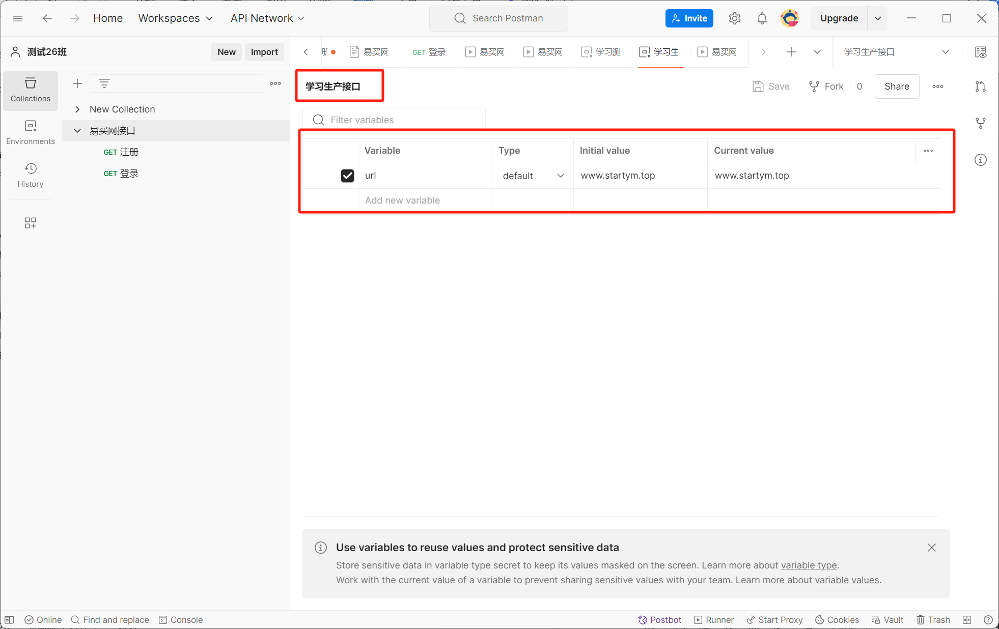 Home Workspaces API Network Search Postman Invite Upgrade
测试26班 New Import
册 易买网 GET 登录 易买网 易买网 学习测 学习生 易买网 学习生产接口
Collections
Environments
History
New Collection
易买网接口
GET 注册
GET 登录
学习生产接口 Save Fork 0 Share
Filter variables
Variable Type Initial value Current value
url default www.startym.top www.startym.top
Add new variable
Use variables to reuse values and protect sensitive data
Store sensitive data in variable type secret to keep its values masked on the screen. Learn more about variable type.
Work with the current value of a variable to prevent sharing sensitive values with your team. Learn more about variable values.
Online Find and replace Console Postbot Runner Start Proxy Cookies Vault Trash